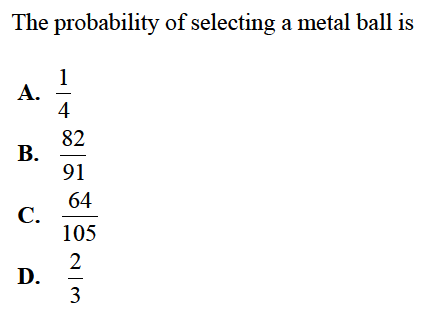 The probability of selecting a metal ball is
A. 1/4
B. 82/91
C. 64/105
D. 2/3